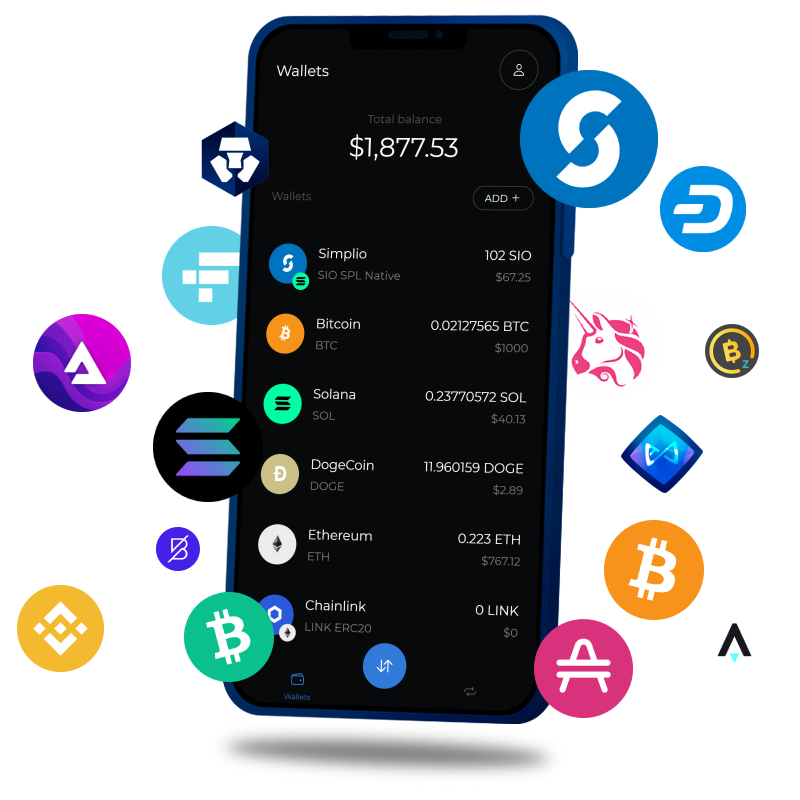 Wallets
Total balance
$1,877.53
Wallets
ADD +
Simplio
102 SIO
SIO SPL Native
$67.25
Bitcoin
0.02127565 BTC
BTC
$1000
Solana
0.23770572 SOL
SOL
$40.13
DogeCoin
11.960159 DOGE
DOGE
$2.89
Ethereum
0.223 ETH
ETH
$767.12
Chainlink
0 LINK
LINK ERC20
$0
Wallets